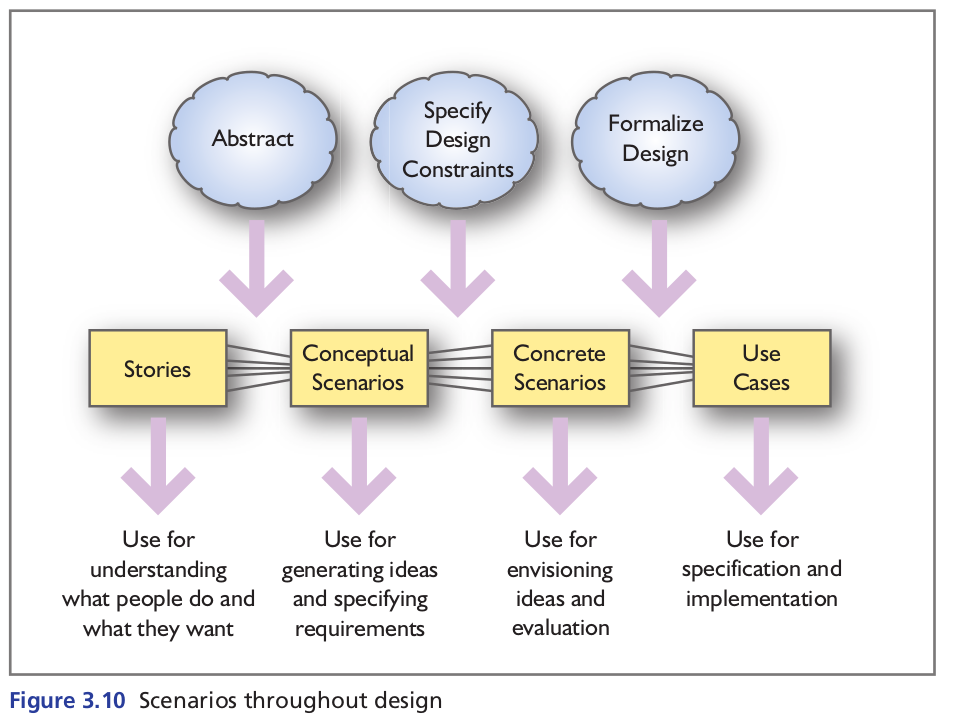 Abstract
Specify
Design
Constraints
Formalize
Design
Stories
Conceptual
Scenarios
Concrete
Scenarios
Use
Cases
Use for
understanding
what people do and
what they want
Use for
generating ideas
and specifying
requirements
Use for
envisioning
ideas and
evaluation
Use for
specification and
implementation
Figure 3.10 Scenarios throughout design